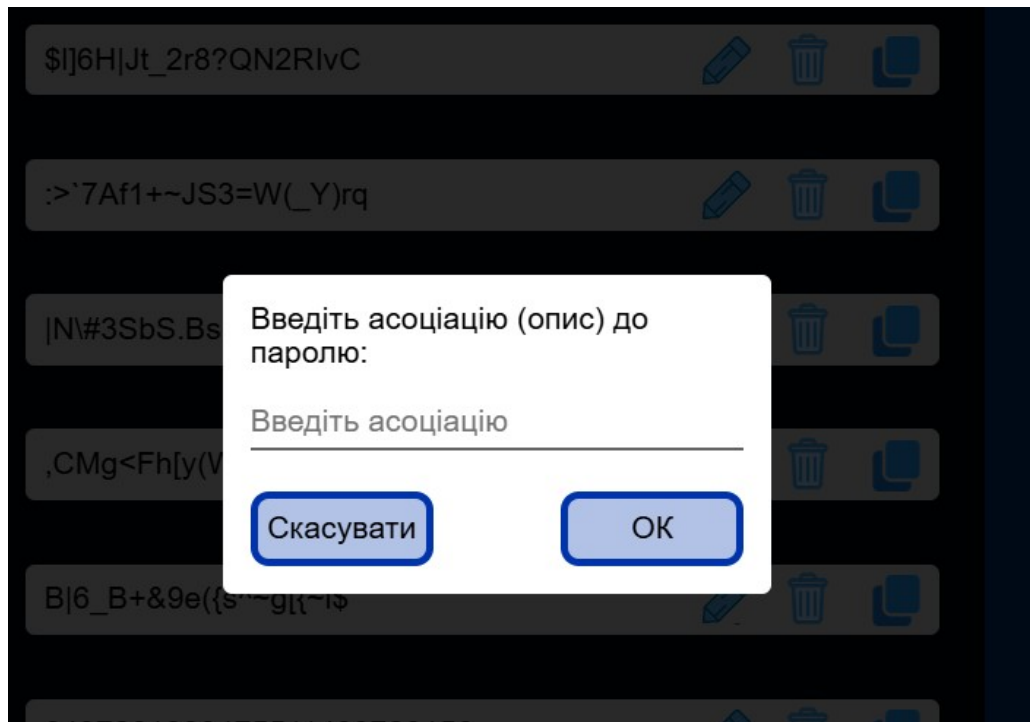 $l]6H|Jt_2r8?QN2RIvC
:>`7Af1+~JS3=W(_Y)rq
|N\#3SbS.Bs
Введіть асоціацію (опис) до
паролю:
Введіть асоціацію
,CMg<Fh[y(
Скасувати
ОК
B|6_B+&9e({s^~g[{~l$